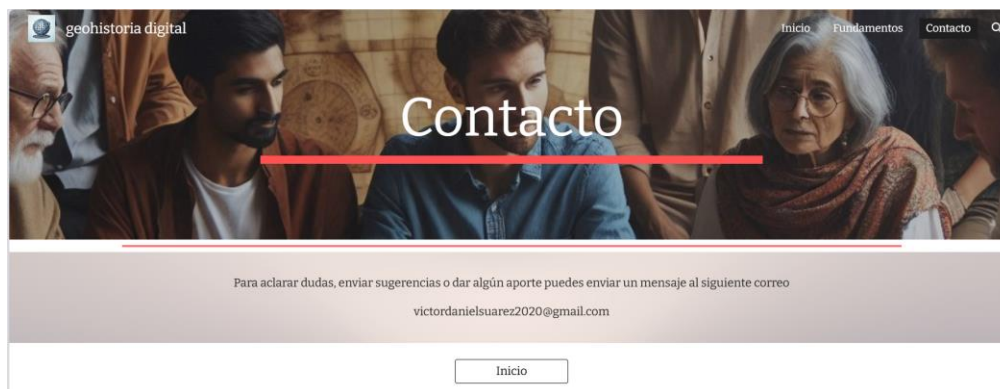 geohistoria digital
Inicio Fundamentos Contacto
Contacto
Para aclarar dudas, enviar sugerencias o dar algún aporte puedes enviar un mensaje al siguiente correo
victordanielsuarez2020@gmail.com
Inicio